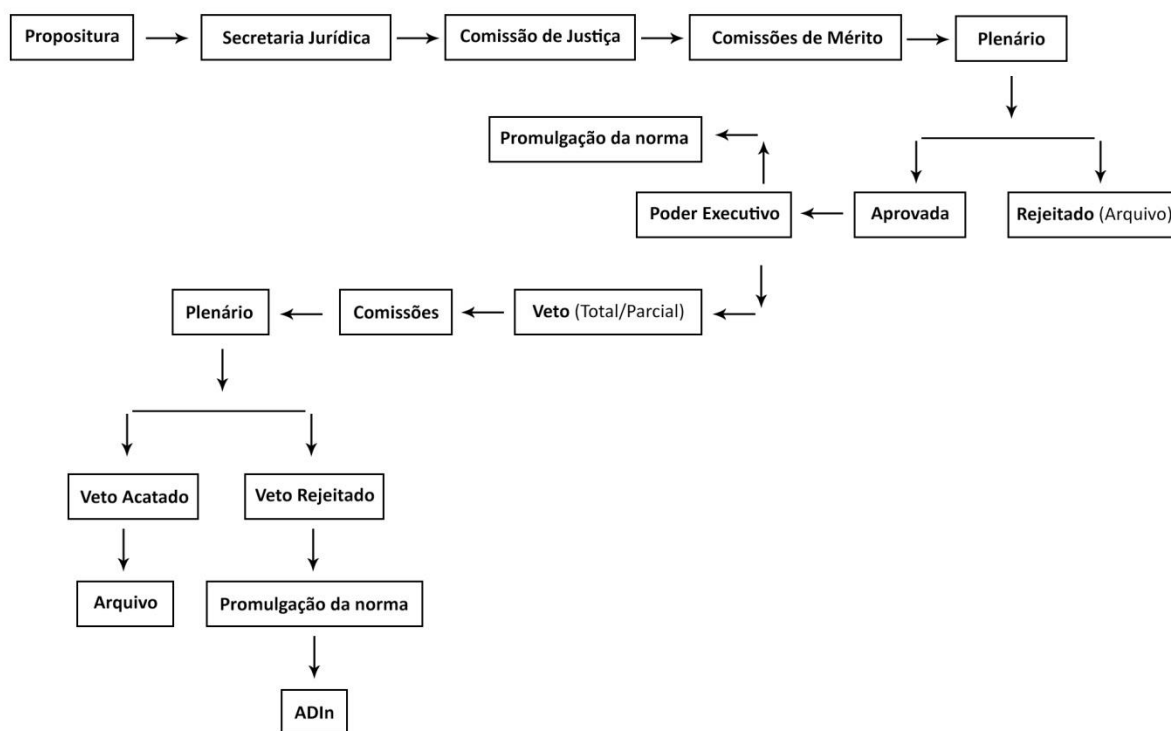 Propositura
Secretaria Jurídica
Comissão de Justiça
Comissões de Mérito
Plenário
Promulgação da norma
Poder Executivo
Aprovada
Rejeitado (Arquivo)
Plenário
Comissões
Veto (Total/Parcial)
Veto Acatado
Veto Rejeitado
Arquivo
Promulgação da norma
ADIn